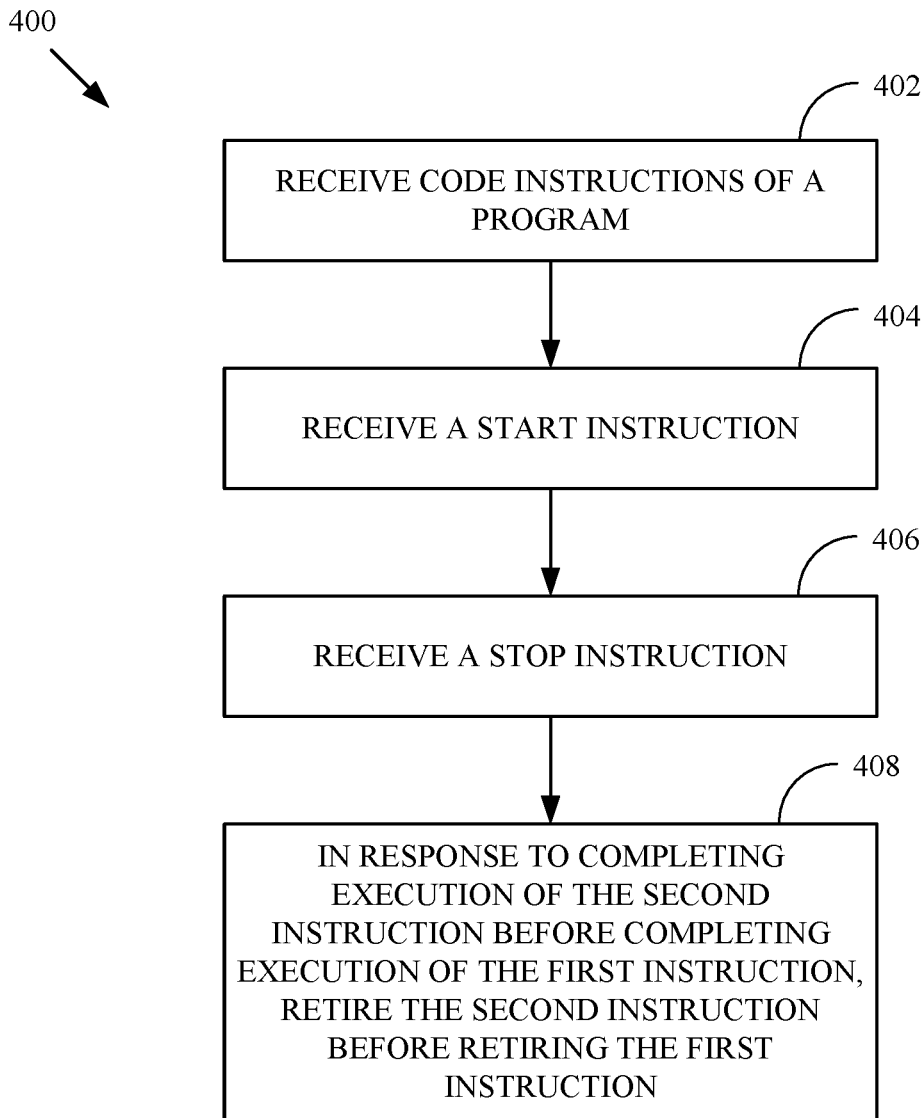 400
402
RECEIVE CODE INSTRUCTIONS OF A
PROGRAM
404
RECEIVE A START INSTRUCTION
406
RECEIVE A STOP INSTRUCTION
408
IN RESPONSE TO COMPLETING
EXECUTION OF THE SECOND
INSTRUCTION BEFORE COMPLETING
EXECUTION OF THE FIRST INSTRUCTION,
RETIRE THE SECOND INSTRUCTION
BEFORE RETIRING THE FIRST
INSTRUCTION